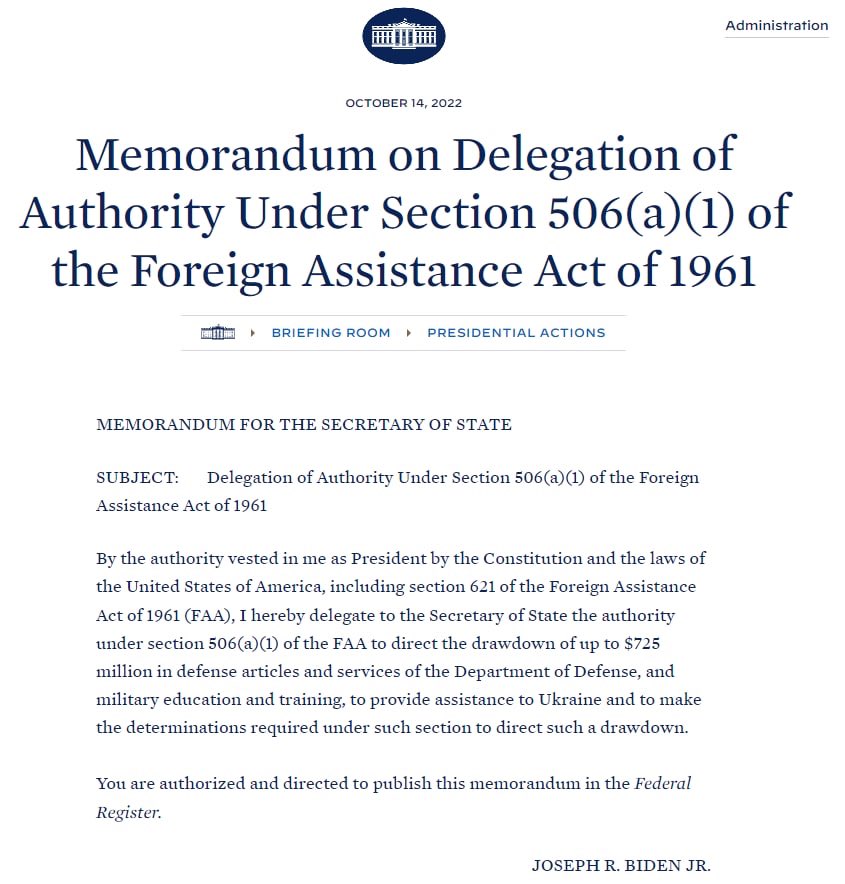 Administration
OCTOBER 14, 2022
Memorandum on Delegation of
Authority Under Section 506(a)(1) of
the Foreign Assistance Act of 1961
BRIEFING ROOM PRESIDENTIAL ACTIONS
MEMORANDUM FOR THE SECRETARY OF STATE
SUBJECT: Delegation of Authority Under Section 506(a)(1) of the Foreign
Assistance Act of 1961
By the authority vested in me as President by the Constitution and the laws of
the United States of America, including section 621 of the Foreign Assistance
Act of 1961 (FAA), I hereby delegate to the Secretary of State the authority
under section 506(a)(1) of the FAA to direct the drawdown of up to $725
million in defense articles and services of the Department of Defense, and
military education and training, to provide assistance to Ukraine and to make
the determinations required under such section to direct such a drawdown.
You are authorized and directed to publish this memorandum in the Federal
Register.
JOSEPH R. BIDEN JR.